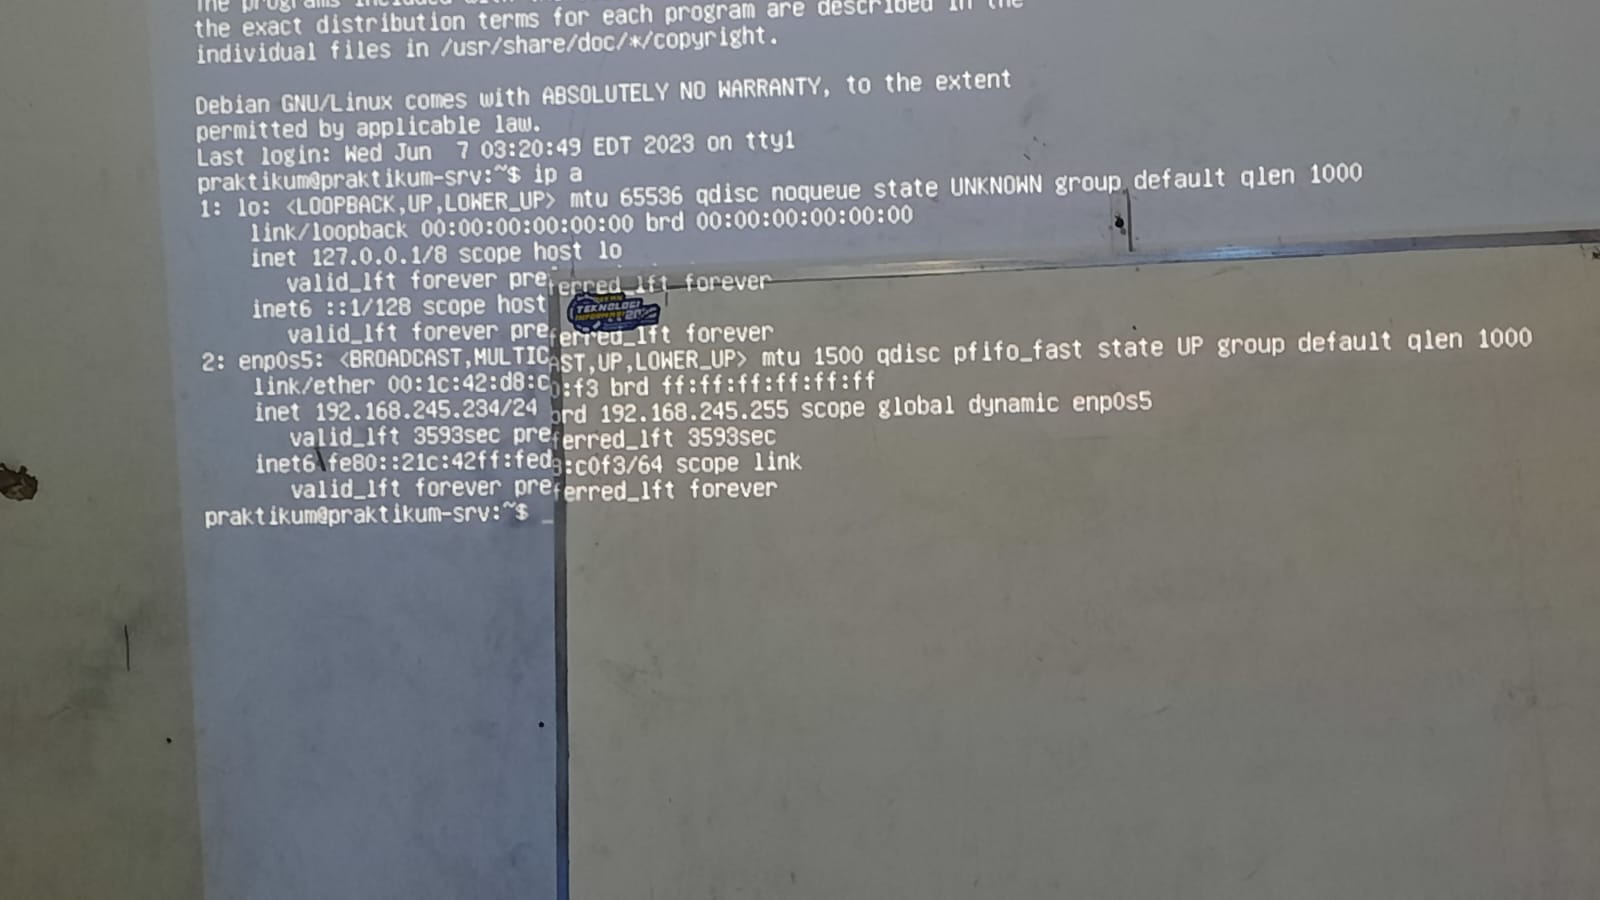 The programs included with the
the exact distribution terms for each program are described in the
individual files in /usr/share/doc/*/copyright.
Debian GNU/Linux comes with ABSOLUTELY NO WARRANTY, to the extent
permitted by applicable law.
Last login: Wed Jun  7 03:20:49 EDT 2023 on tty1
praktikum@praktikum-srv:~$ ip a
1: lo: <LOOPBACK,UP,LOWER_UP> mtu 65536 qdisc noqueue state UNKNOWN group default qlen 1000
link/loopback 00:00:00:00:00:00 brd 00:00:00:00:00:00
inet 127.0.0.1/8 scope host lo
valid_lft forever preferred_lft forever
inet6 ::1/128 scope host
valid_lft forever preferred_lft forever
TEKNOLOGI
INFORMASI
2: enp0s5: <BROADCAST,MULTICAST,UP,LOWER_UP> mtu 1500 qdisc pfifo_fast state UP group default qlen 1000
link/ether 00:1c:42:d8:c0:f3 brd ff:ff:ff:ff:ff:ff
inet 192.168.245.234/24 brd 192.168.245.255 scope global dynamic enp0s5
valid_lft 3593sec preferred_lft 3593sec
inet6 fe80::21c:42ff:fed8:c0f3/64 scope link
valid_lft forever preferred_lft forever
praktikum@praktikum-srv:~$ _